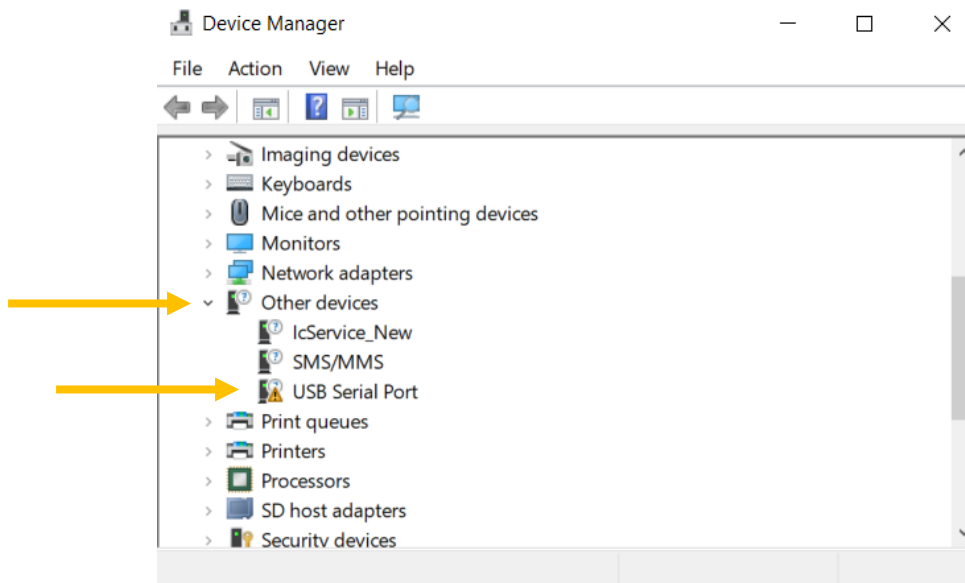 Device Manager
File Action View Help
Imaging devices
Keyboards
Mice and other pointing devices
Monitors
Network adapters
Other devices
IcService_New
SMS/MMS
USB Serial Port
Print queues
Printers
Processors
SD host adapters
Security devices